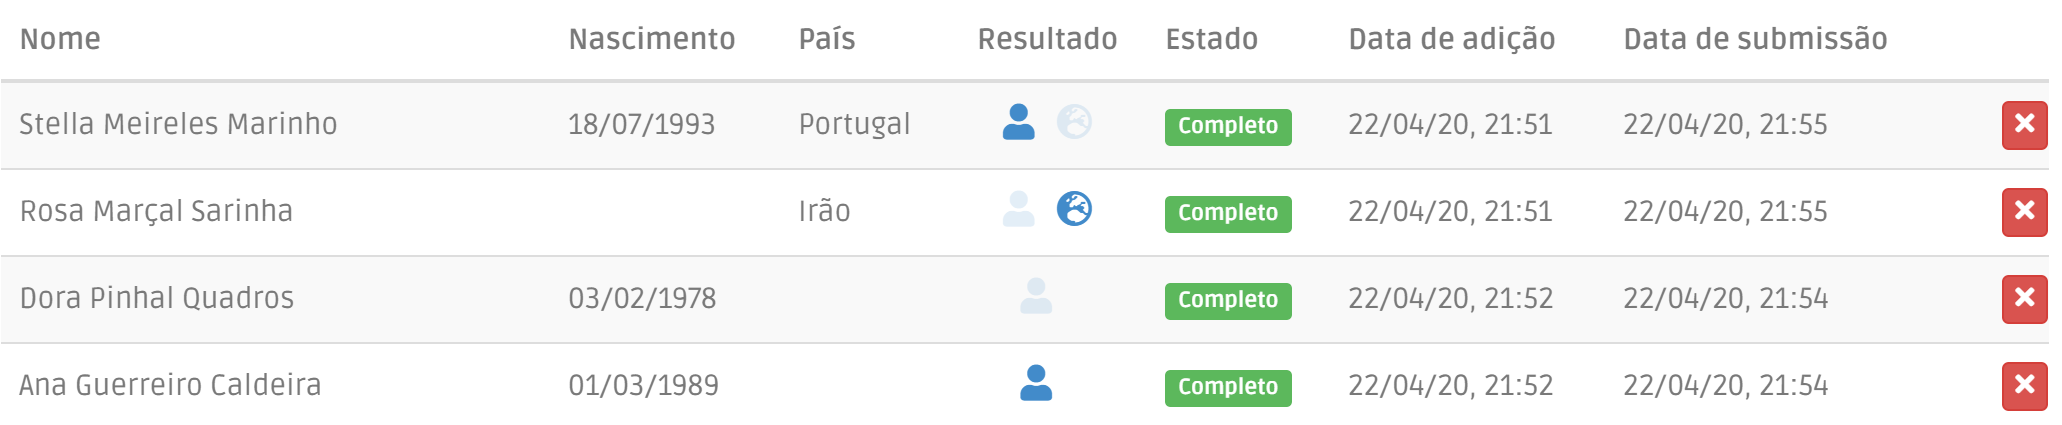 Nome Nascimento País Resultado Estado Data de adição Data de submissão
Stella Meireles Marinho 18/07/1993 Portugal Completo 22/04/20, 21:51 22/04/20, 21:55
Rosa Marçal Sarinha Irão Completo 22/04/20, 21:51 22/04/20, 21:55
Dora Pinhal Quadros 03/02/1978 Completo 22/04/20, 21:52 22/04/20, 21:54
Ana Guerreiro Caldeira 01/03/1989 Completo 22/04/20, 21:52 22/04/20, 21:54